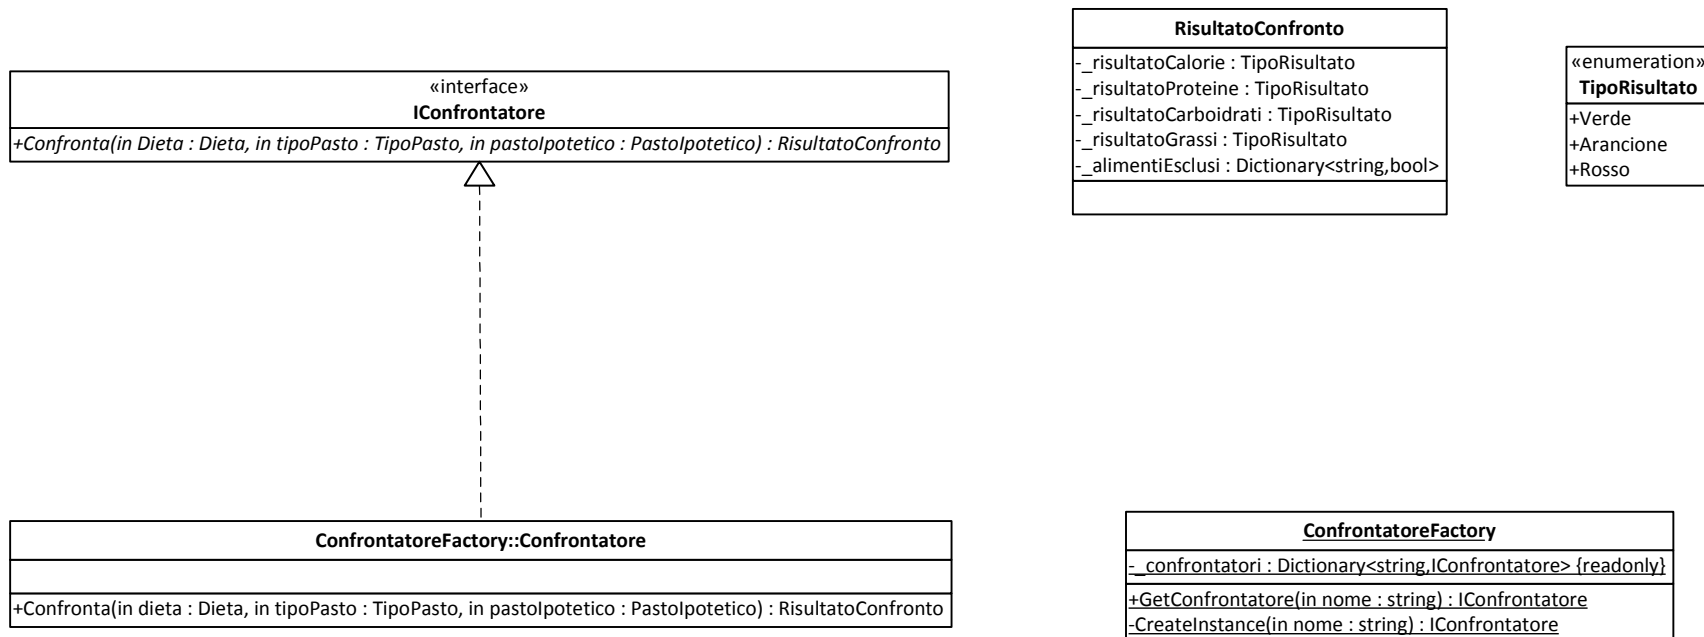 «interface»
IConfrontatore
+Confronta(in Dieta : Dieta, in tipoPasto : TipoPasto, in pastoIpotetico : PastoIpotetico) : RisultatoConfronto
RisultatoConfronto
-_risultatoCalorie : TipoRisultato
-_risultatoProteine : TipoRisultato
-_risultatoCarboidrati : TipoRisultato
-_risultatoGrassi : TipoRisultato
-_alimentiEsclusi : Dictionary<string,bool>
«enumeration»
TipoRisultato
+Verde
+Arancione
+Rosso
ConfrontatoreFactory::Confrontatore
+Confronta(in dieta : Dieta, in tipoPasto : TipoPasto, in pastoIpotetico : PastoIpotetico) : RisultatoConfronto
ConfrontatoreFactory
-_confrontatori : Dictionary<string,IConfrontatore> {readonly}
+GetConfrontatore(in nome : string) : IConfrontatore
-CreateInstance(in nome : string) : IConfrontatore